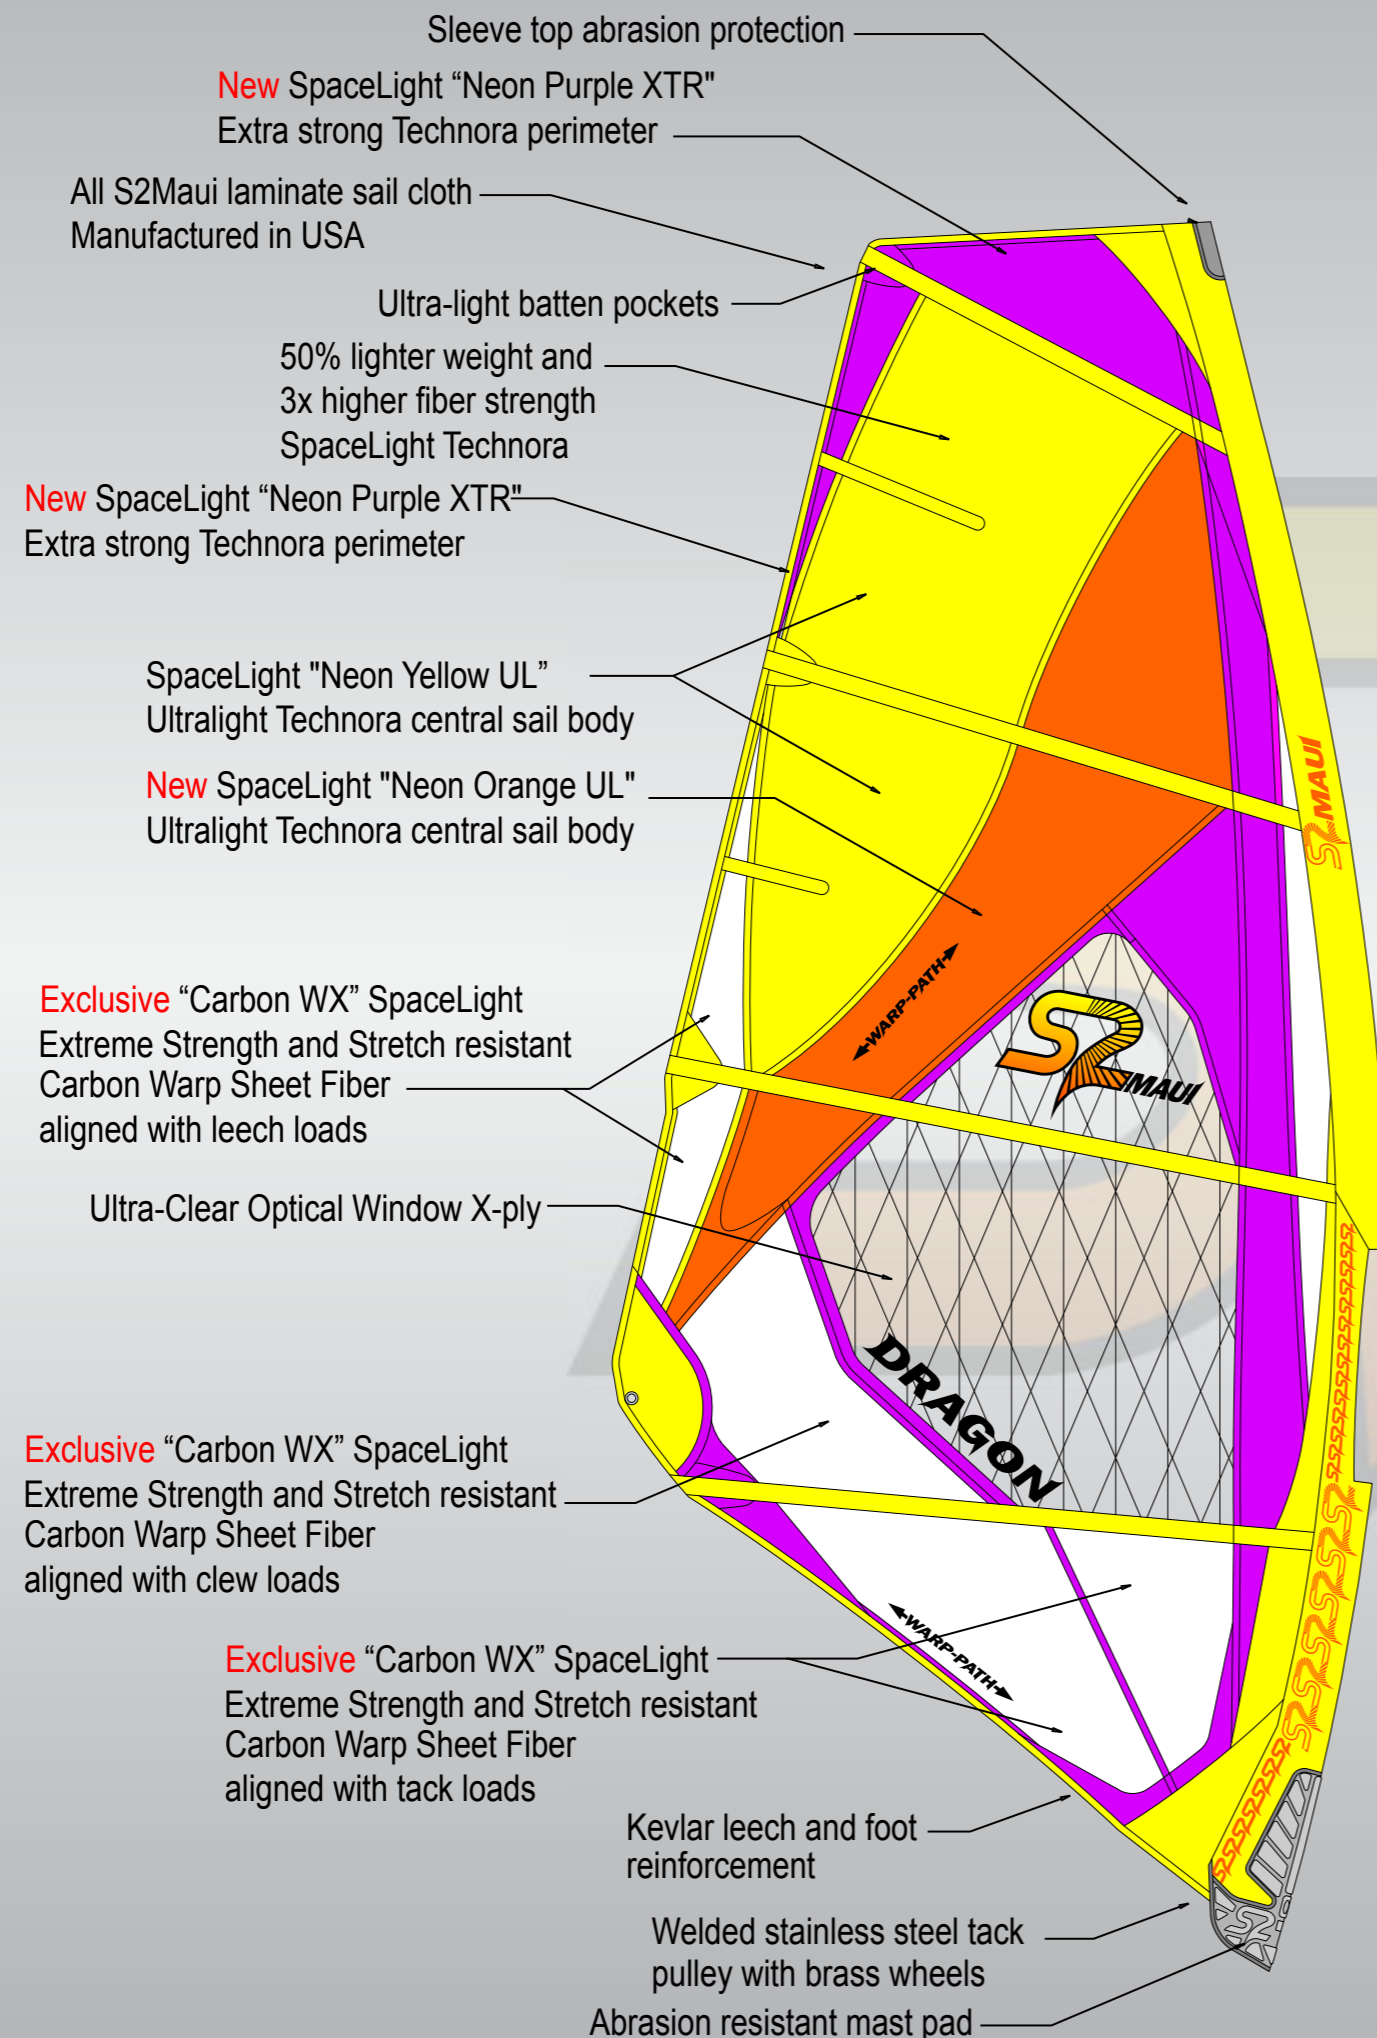 Sleeve top abrasion protection
New SpaceLight “Neon Purple XTR"
Extra strong Technora perimeter
All S2Maui laminate sail cloth
Manufactured in USA
Ultra-light batten pockets
50% lighter weight and
3x higher fiber strength
SpaceLight Technora
New SpaceLight “Neon Purple XTR"
Extra strong Technora perimeter
SpaceLight "Neon Yellow UL”
Ultralight Technora central sail body
New SpaceLight "Neon Orange UL"
Ultralight Technora central sail body
S2MAUI
WARP-PATH
Exclusive “Carbon WX” SpaceLight
Extreme Strength and Stretch resistant
Carbon Warp Sheet Fiber
aligned with leech loads
S2 MAUI
Ultra-Clear Optical Window X-ply
DRAGON
Exclusive “Carbon WX” SpaceLight
Extreme Strength and Stretch resistant
Carbon Warp Sheet Fiber
aligned with clew loads
WARP-PATH
Exclusive “Carbon WX” SpaceLight
Extreme Strength and Stretch resistant
Carbon Warp Sheet Fiber
aligned with tack loads
Kevlar leech and foot
reinforcement
S2
Welded stainless steel tack
pulley with brass wheels
Abrasion resistant mast pad